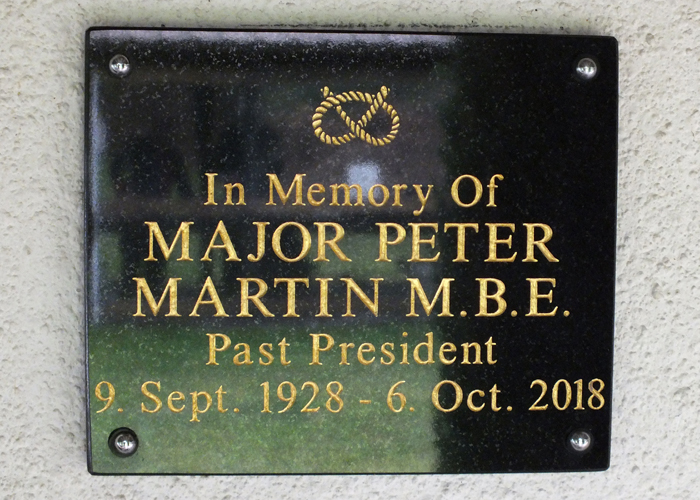 In Memory Of
MAJOR PETER
MARTIN M.B.E.
Past President
9. Sept. 1928 - 6. Oct. 2018